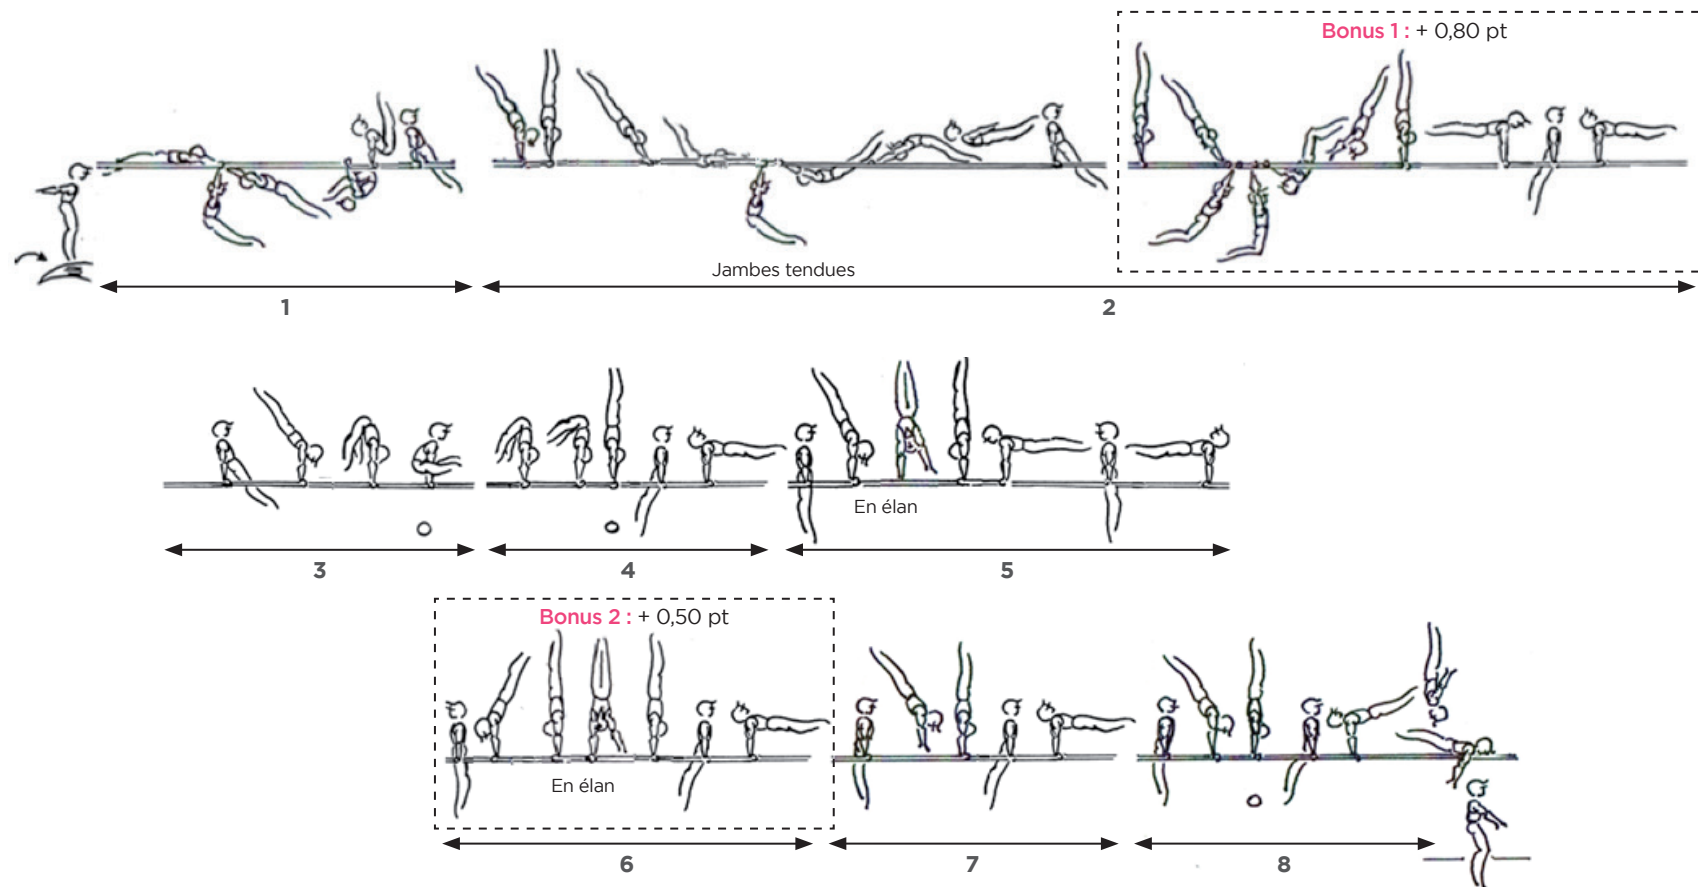 Bonus 1 : + 0,80 pt
Jambes tendues
1
2
En élan
3
4
5
Bonus 2 : + 0,50 pt
En élan
6
7
8